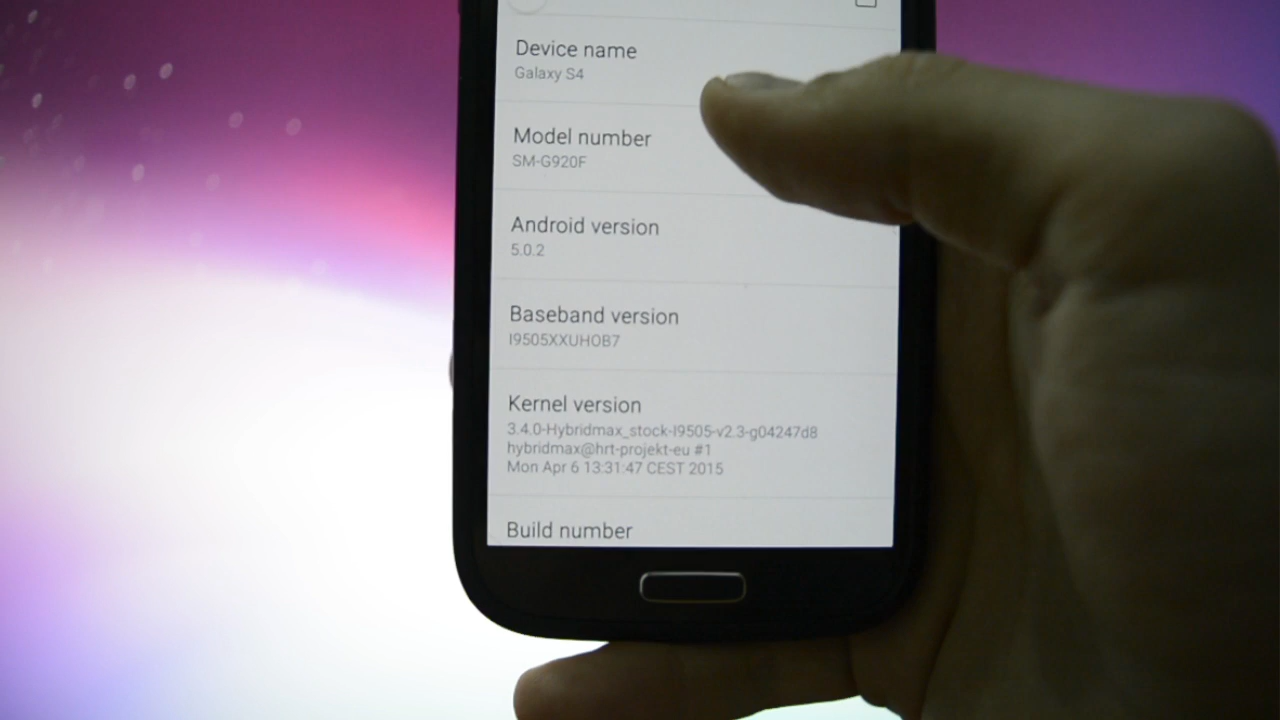 Device name
Galaxy S4
Model number
SM-G920F
Android version
5.0.2
Baseband version
I9505XXUHOB7
Kernel version
3.4.0-Hybridmax_stock-I9505-v2.3-g04247d8
hybridmax@hrt-projekt-eu #1
Mon Apr 6 13:31:47 CEST 2015
Build number